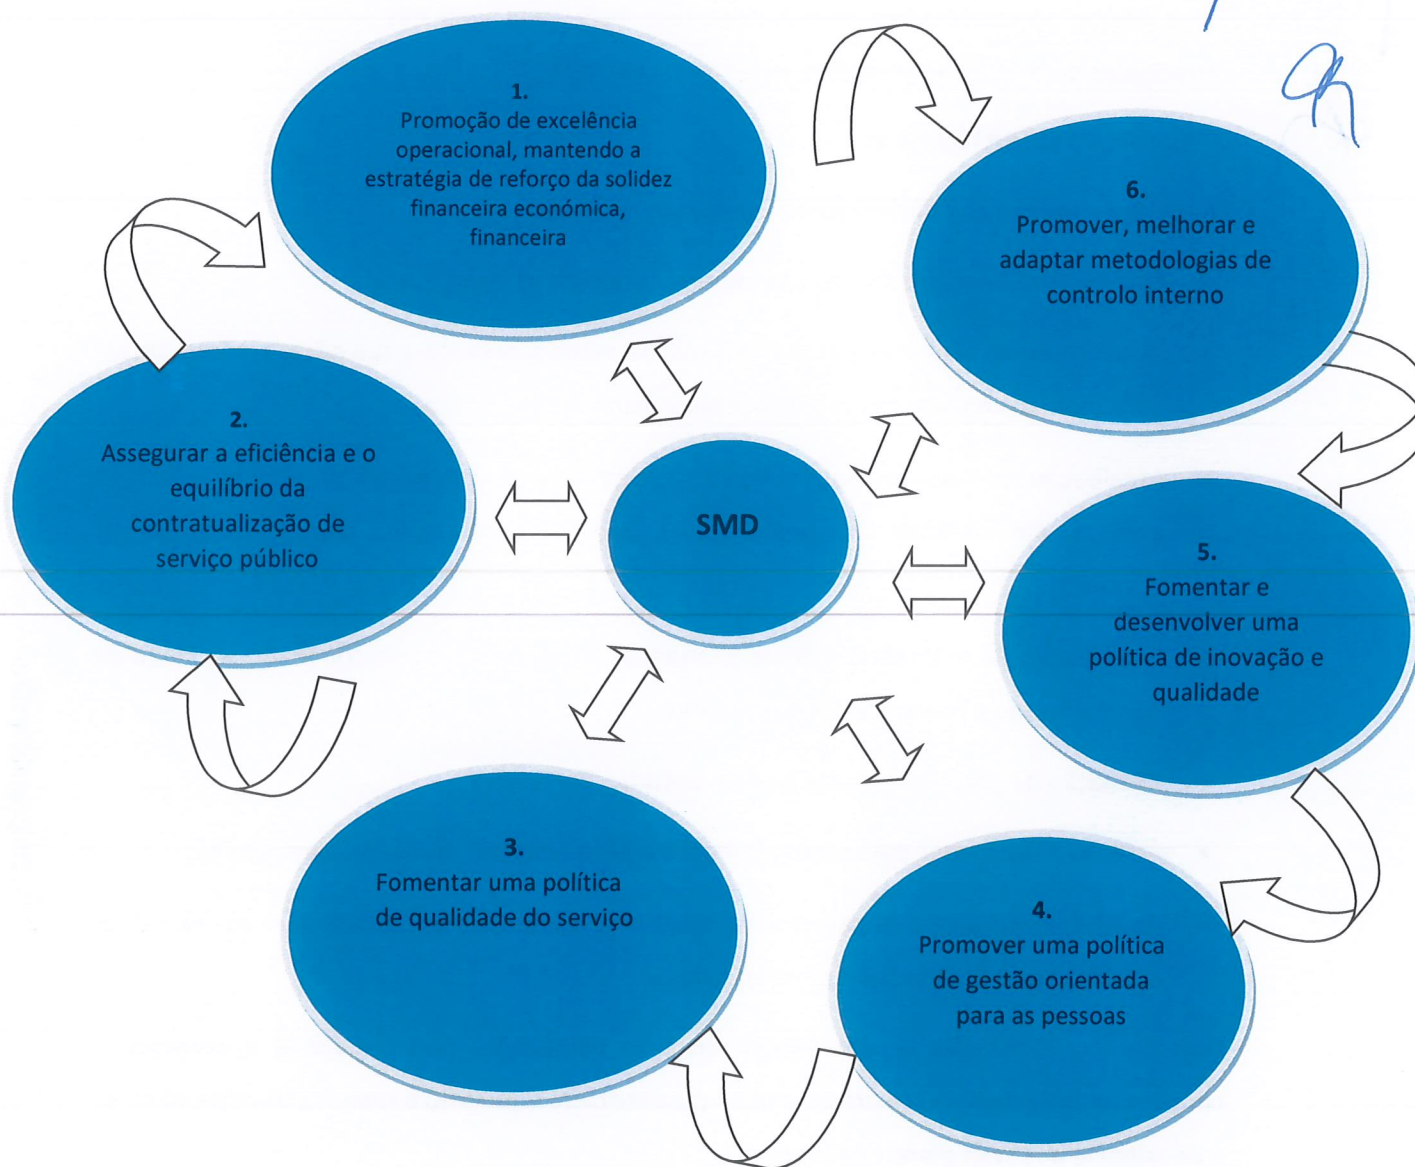 1.
Promoção de excelência
operacional, mantendo a
estratégia de reforço da solidez
financeira económica,
financeira
6.
Promover, melhorar e
adaptar metodologias de
controlo interno
2.
Assegurar a eficiência e o
equilíbrio da
contratualização de
serviço público
SMD
5.
Fomentar e
desenvolver uma
política de inovação e
qualidade
3.
Fomentar uma política
de qualidade do serviço
4.
Promover uma política
de gestão orientada
para as pessoas